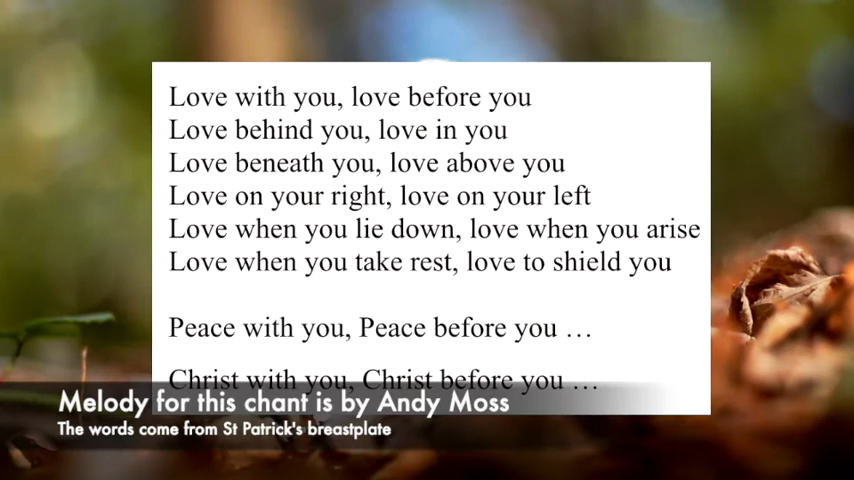 Love with you, love before you
Love behind you, love in you
Love beneath you, love above you
Love on your right, love on your left
Love when you lie down, love when you arise
Love when you take rest, love to shield you
Peace with you, Peace before you …
Christ with you, Christ before you …
Melody for this chant is by Andy Moss
The words come from St Patrick's breastplate